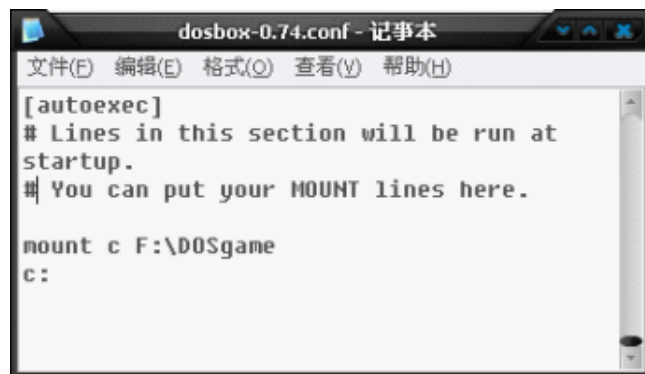 dosbox-0.74.conf - 记事本
文件(F) 编辑(E) 格式(O) 查看(V) 帮助(H)
[autoexec]
# Lines in this section will be run at
startup.
# You can put your MOUNT lines here.
mount c F:\DOSgame
c: